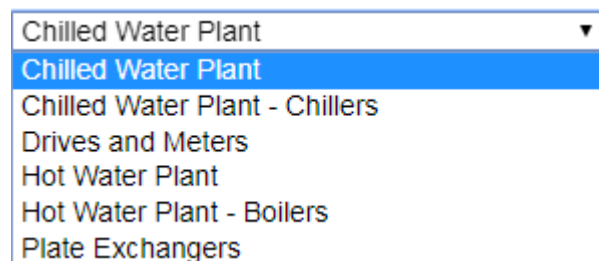 Chilled Water Plant
Chilled Water Plant
Chilled Water Plant - Chillers
Drives and Meters
Hot Water Plant
Hot Water Plant - Boilers
Plate Exchangers